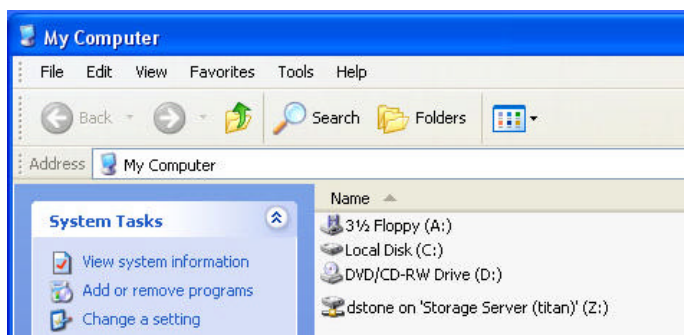 My Computer
File Edit View Favorites Tools Help
Back Search Folders
Address My Computer
System Tasks
View system information
Add or remove programs
Change a setting
Name
3½ Floppy (A:)
Local Disk (C:)
DVD/CD-RW Drive (D:)
dstone on 'Storage Server (titan)' (Z:)